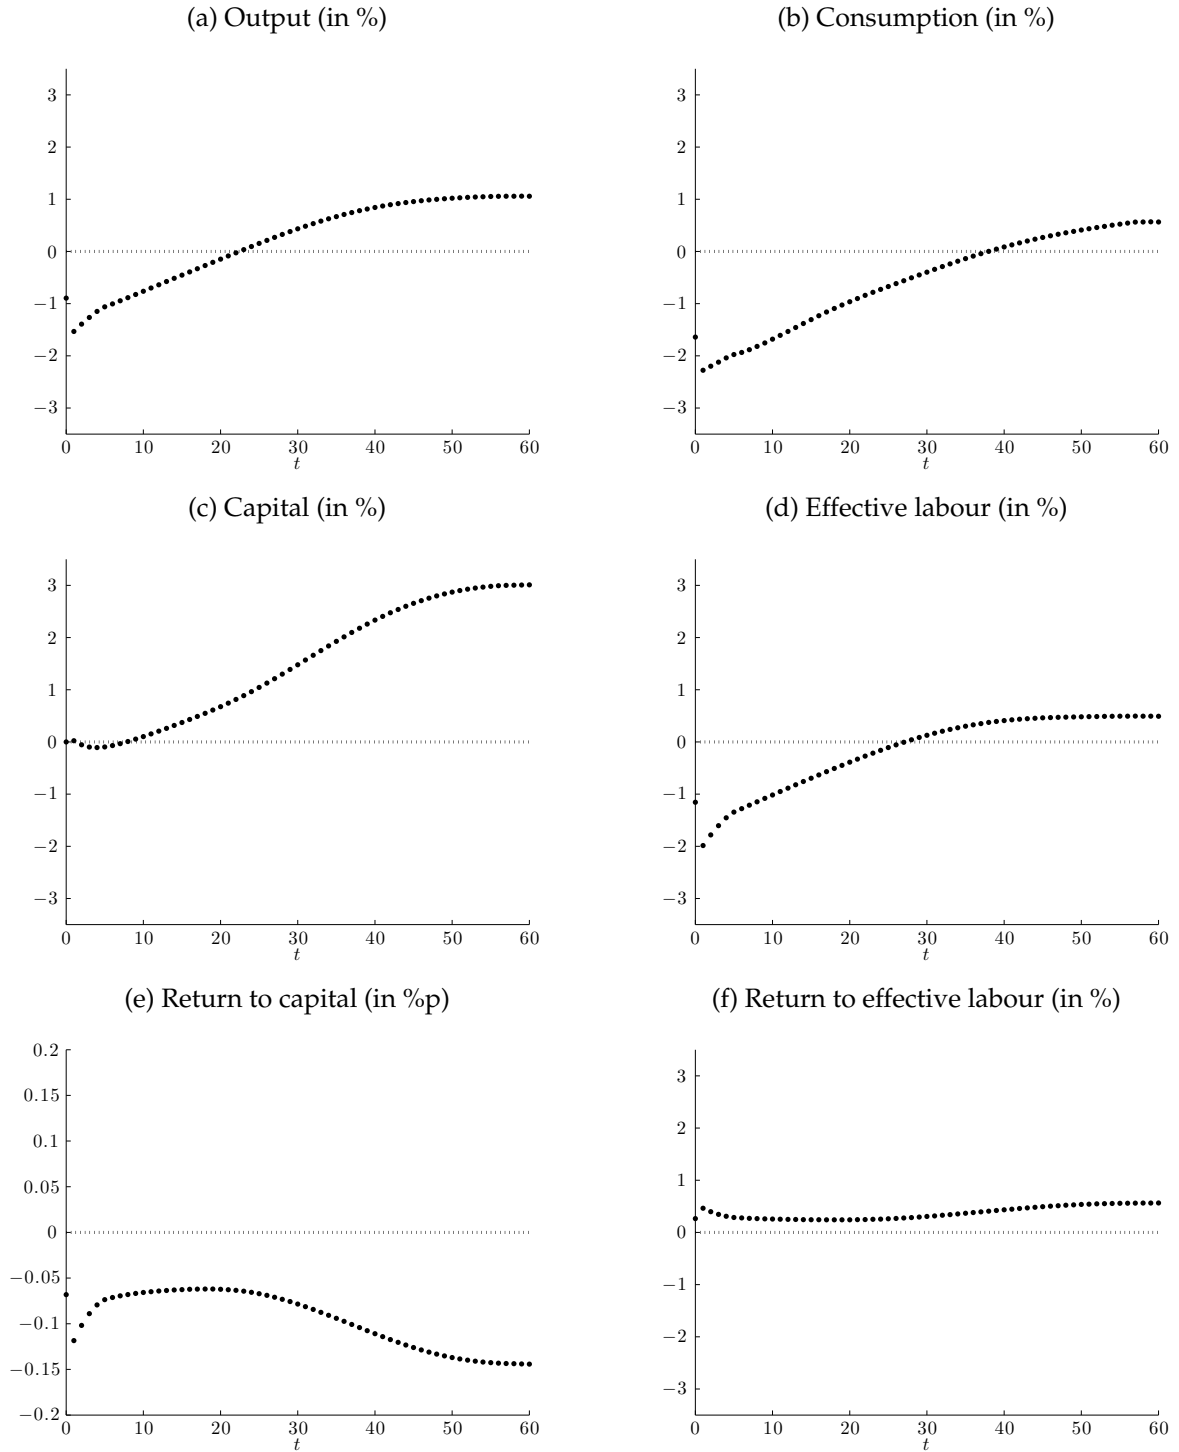 (a) Output (in %)
3
2
1
0
−1
−2
−3
0 10 20 30 40 50 60
t
(b) Consumption (in %)
3
2
1
0
−1
−2
−3
0 10 20 30 40 50 60
t
(c) Capital (in %)
3
2
1
0
−1
−2
−3
0 10 20 30 40 50 60
t
(d) Effective labour (in %)
3
2
1
0
−1
−2
−3
0 10 20 30 40 50 60
t
(e) Return to capital (in %p)
0.2
0.15
0.1
0.05
0
−0.05
−0.1
−0.15
−0.2
0 10 20 30 40 50 60
t
(f) Return to effective labour (in %)
3
2
1
0
−1
−2
−3
0 10 20 30 40 50 60
t